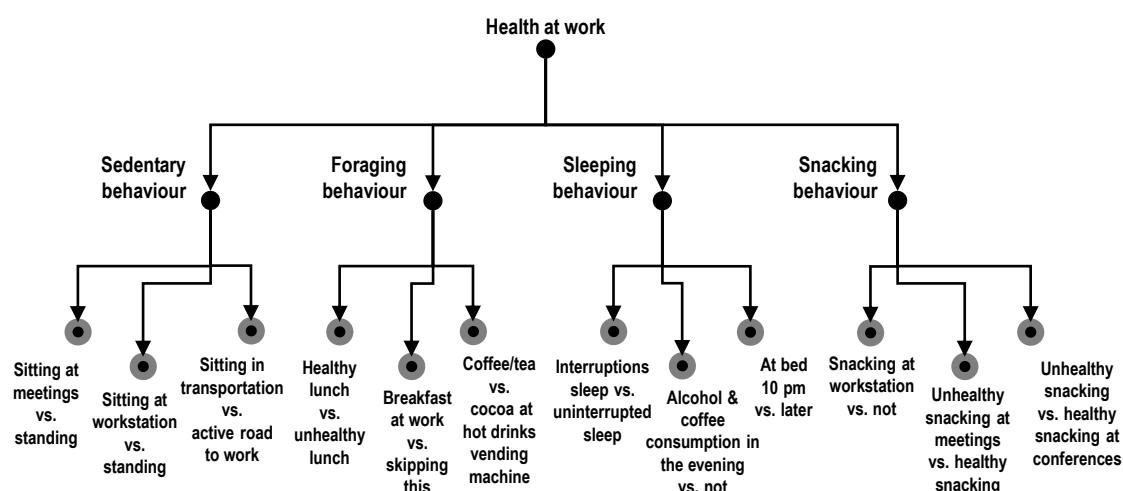 Health at work
Sedentary
behaviour
Foraging
behaviour
Sleeping
behaviour
Snacking
behaviour
Sitting at
meetings
vs.
standing
Sitting at
workstation
vs.
standing
Sitting in
transportation
vs.
active road
to work
Healthy
lunch
vs.
unhealthy
lunch
Breakfast
at work
vs.
skipping
this
Coffee/tea
vs.
cocoa at
hot drinks
vending
machine
Interruptions
sleep vs.
uninterrupted
sleep
Alcohol &
coffee
consumption in
the evening
vs. not
At bed
10 pm
vs. later
Snacking at
workstation
vs. not
Unhealthy
snacking at
meetings
vs. healthy
snacking
Unhealthy
snacking
vs. healthy
snacking at
conferences